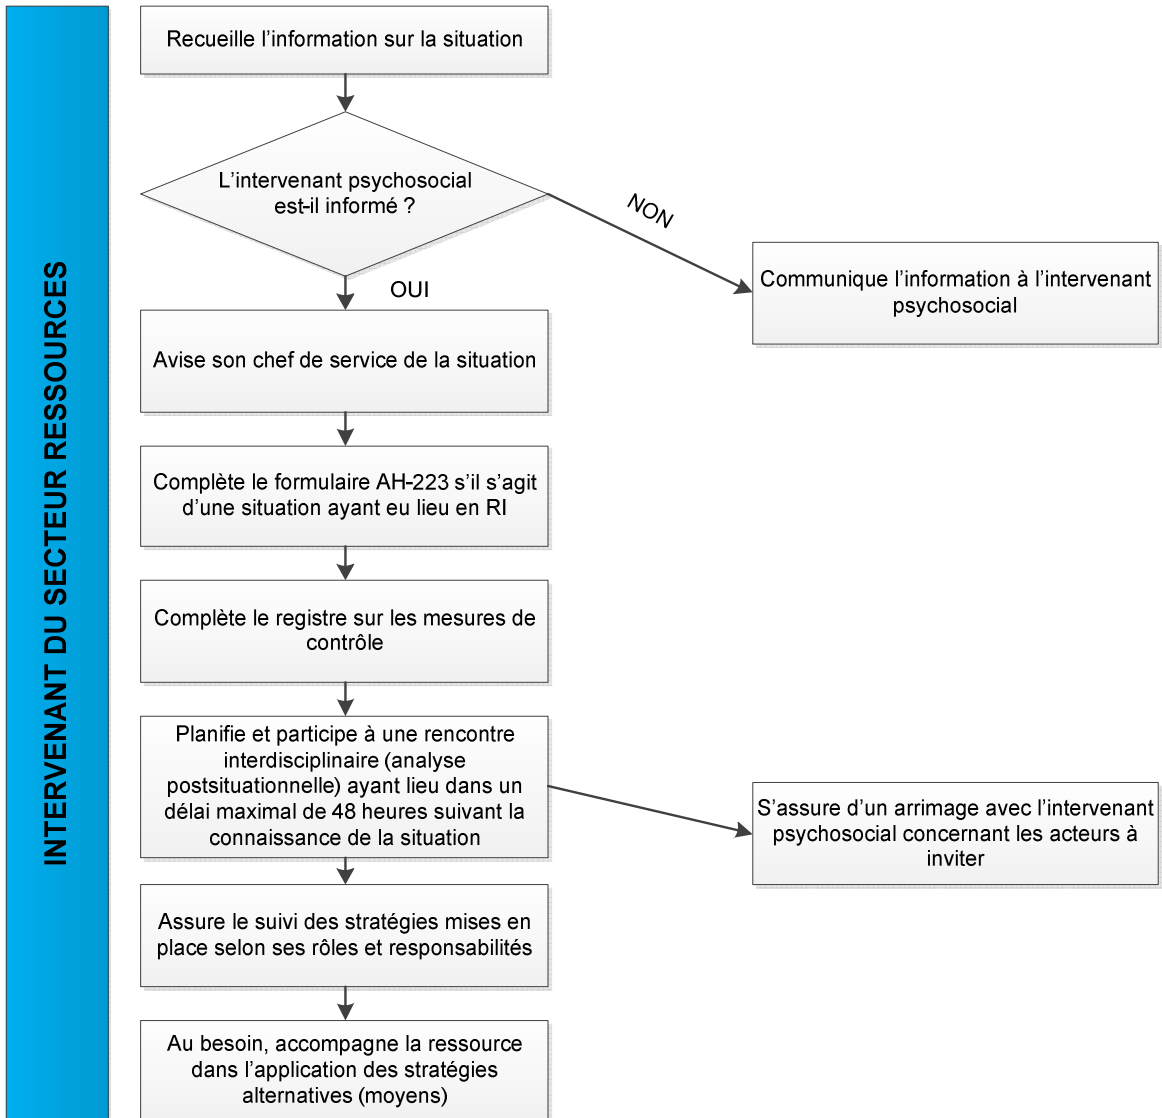 INTERVENANT DU SECTEUR RESSOURCES
Recueille l’information sur la situation
L’intervenant psychosocial
est-il informé ?
NON
Communique l’information à l’intervenant
psychosocial
OUI
Avise son chef de service de la situation
Complète le formulaire AH-223 s’il s’agit
d’une situation ayant eu lieu en RI
Complète le registre sur les mesures de
contrôle
Planifie et participe à une rencontre
interdisciplinaire (analyse
postsituationnelle) ayant lieu dans un
délai maximal de 48 heures suivant la
connaissance de la situation
S’assure d’un arrimage avec l’intervenant
psychosocial concernant les acteurs à
inviter
Assure le suivi des stratégies mises en
place selon ses rôles et responsabilités
Au besoin, accompagne la ressource
dans l’application des stratégies
alternatives (moyens)